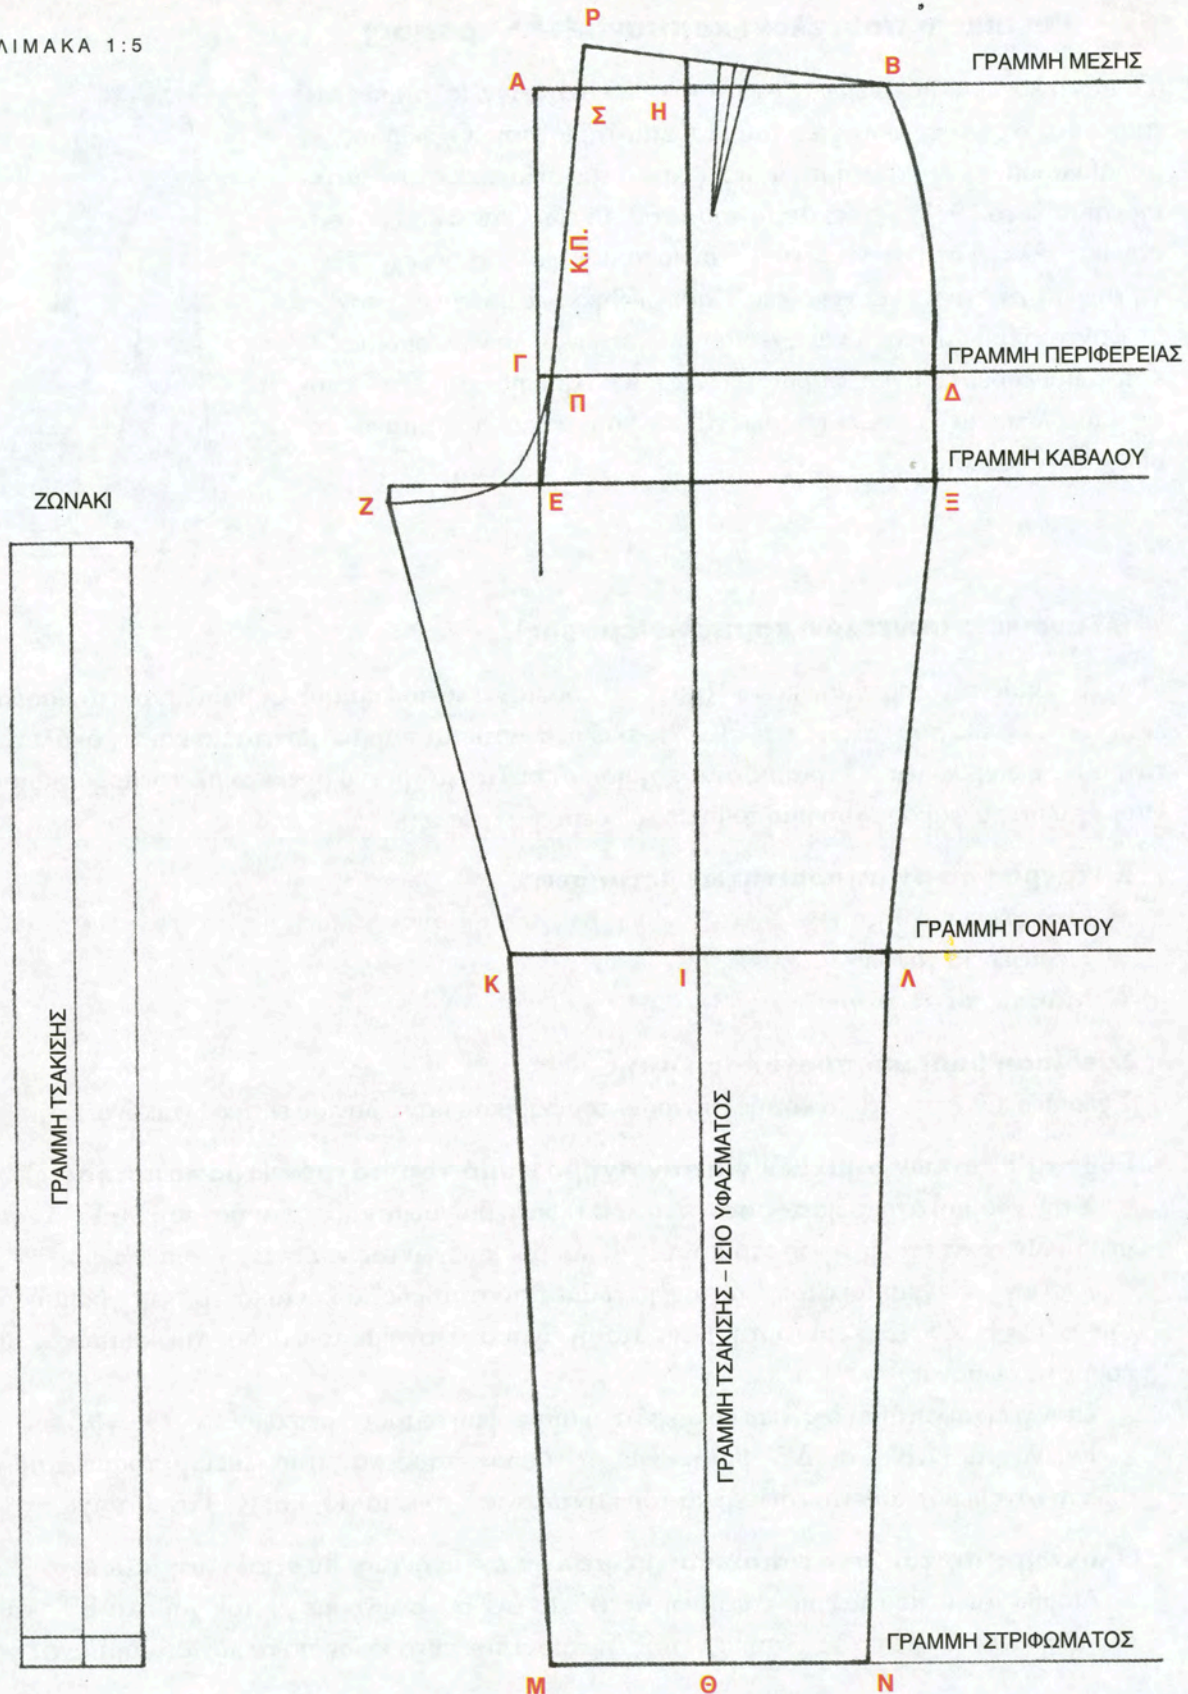 ΛΙΜΑΚΑ 1:5
Ρ
Α
Β
ΓΡΑΜΜΗ ΜΕΣΗΣ
Σ
Η
Κ.Π.
Γ
ΓΡΑΜΜΗ ΠΕΡΙΦΕΡΕΙΑΣ
Π
Δ
ΓΡΑΜΜΗ ΚΑΒΑΛΟΥ
Ζ
Ε
Ξ
ΖΩΝΑΚΙ
ΓΡΑΜΜΗ ΤΣΑΚΙΣΗΣ
ΓΡΑΜΜΗ ΓΟΝΑΤΟΥ
Κ
Ι
Λ
ΓΡΑΜΜΗ ΤΣΑΚΙΣΗΣ – ΙΣΙΟ ΥΦΑΣΜΑΤΟΣ
ΓΡΑΜΜΗ ΣΤΡΙΦΩΜΑΤΟΣ
Μ
Θ
Ν